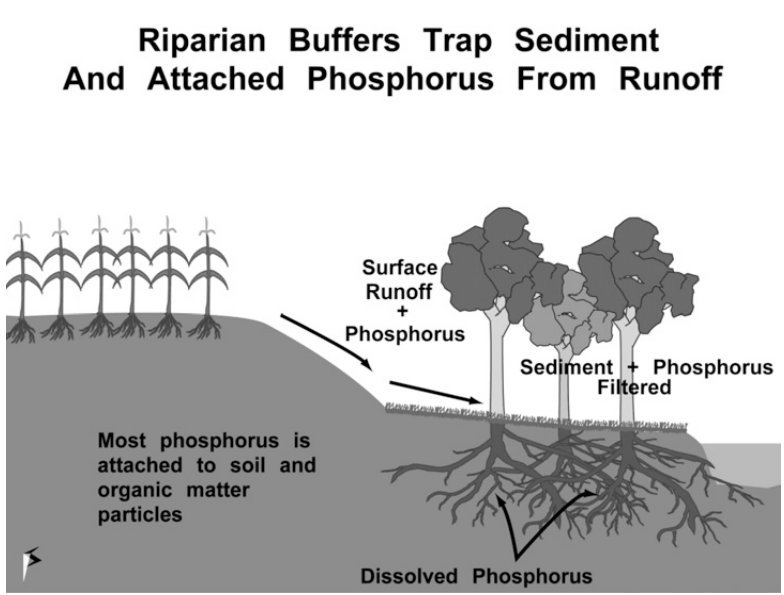 Riparian Buffers Trap Sediment
And Attached Phosphorus From Runoff
Surface
Runoff
+
Phosphorus
Sediment + Phosphorus
Filtered
Most phosphorus is
attached to soil and
organic matter
particles
Dissolved Phosphorus